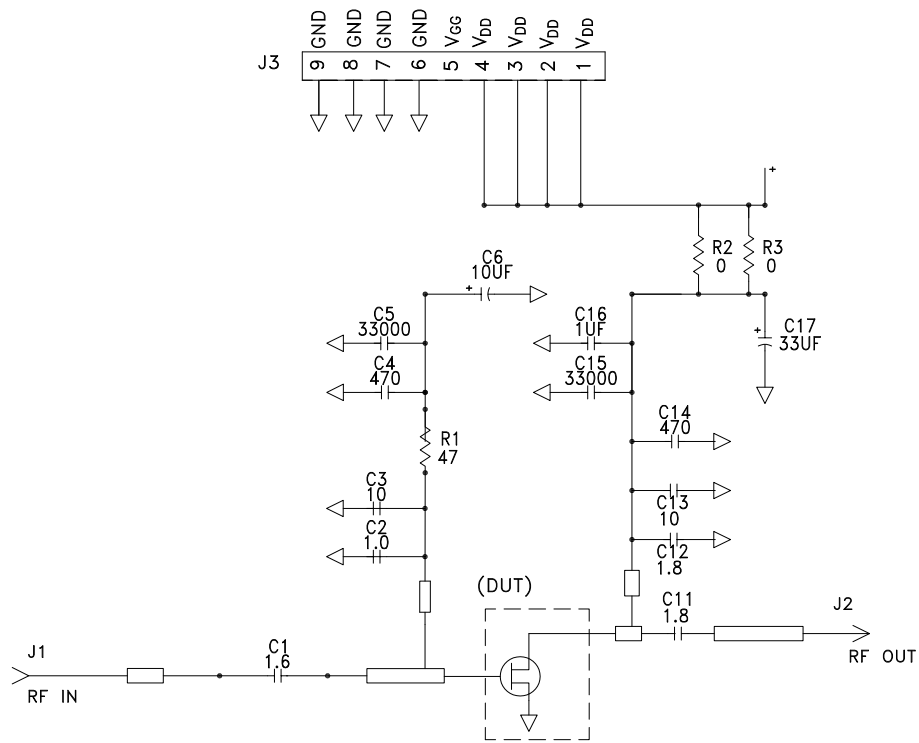 GND
GND
GND
GND
VGG
VDD
VDD
VDD
VDD
J3
9
8
7
6
5
4
3
2
1
+
R2
0
R3
0
C6
10UF
+
C5
33000
C4
470
C16
1UF
C15
33000
+
C17
33UF
C14
470
R1
47
C3
10
C2
1.0
C13
10
C12
1.8
(DUT)
C11
1.8
J2
RF OUT
J1
RF IN
C1
1.6